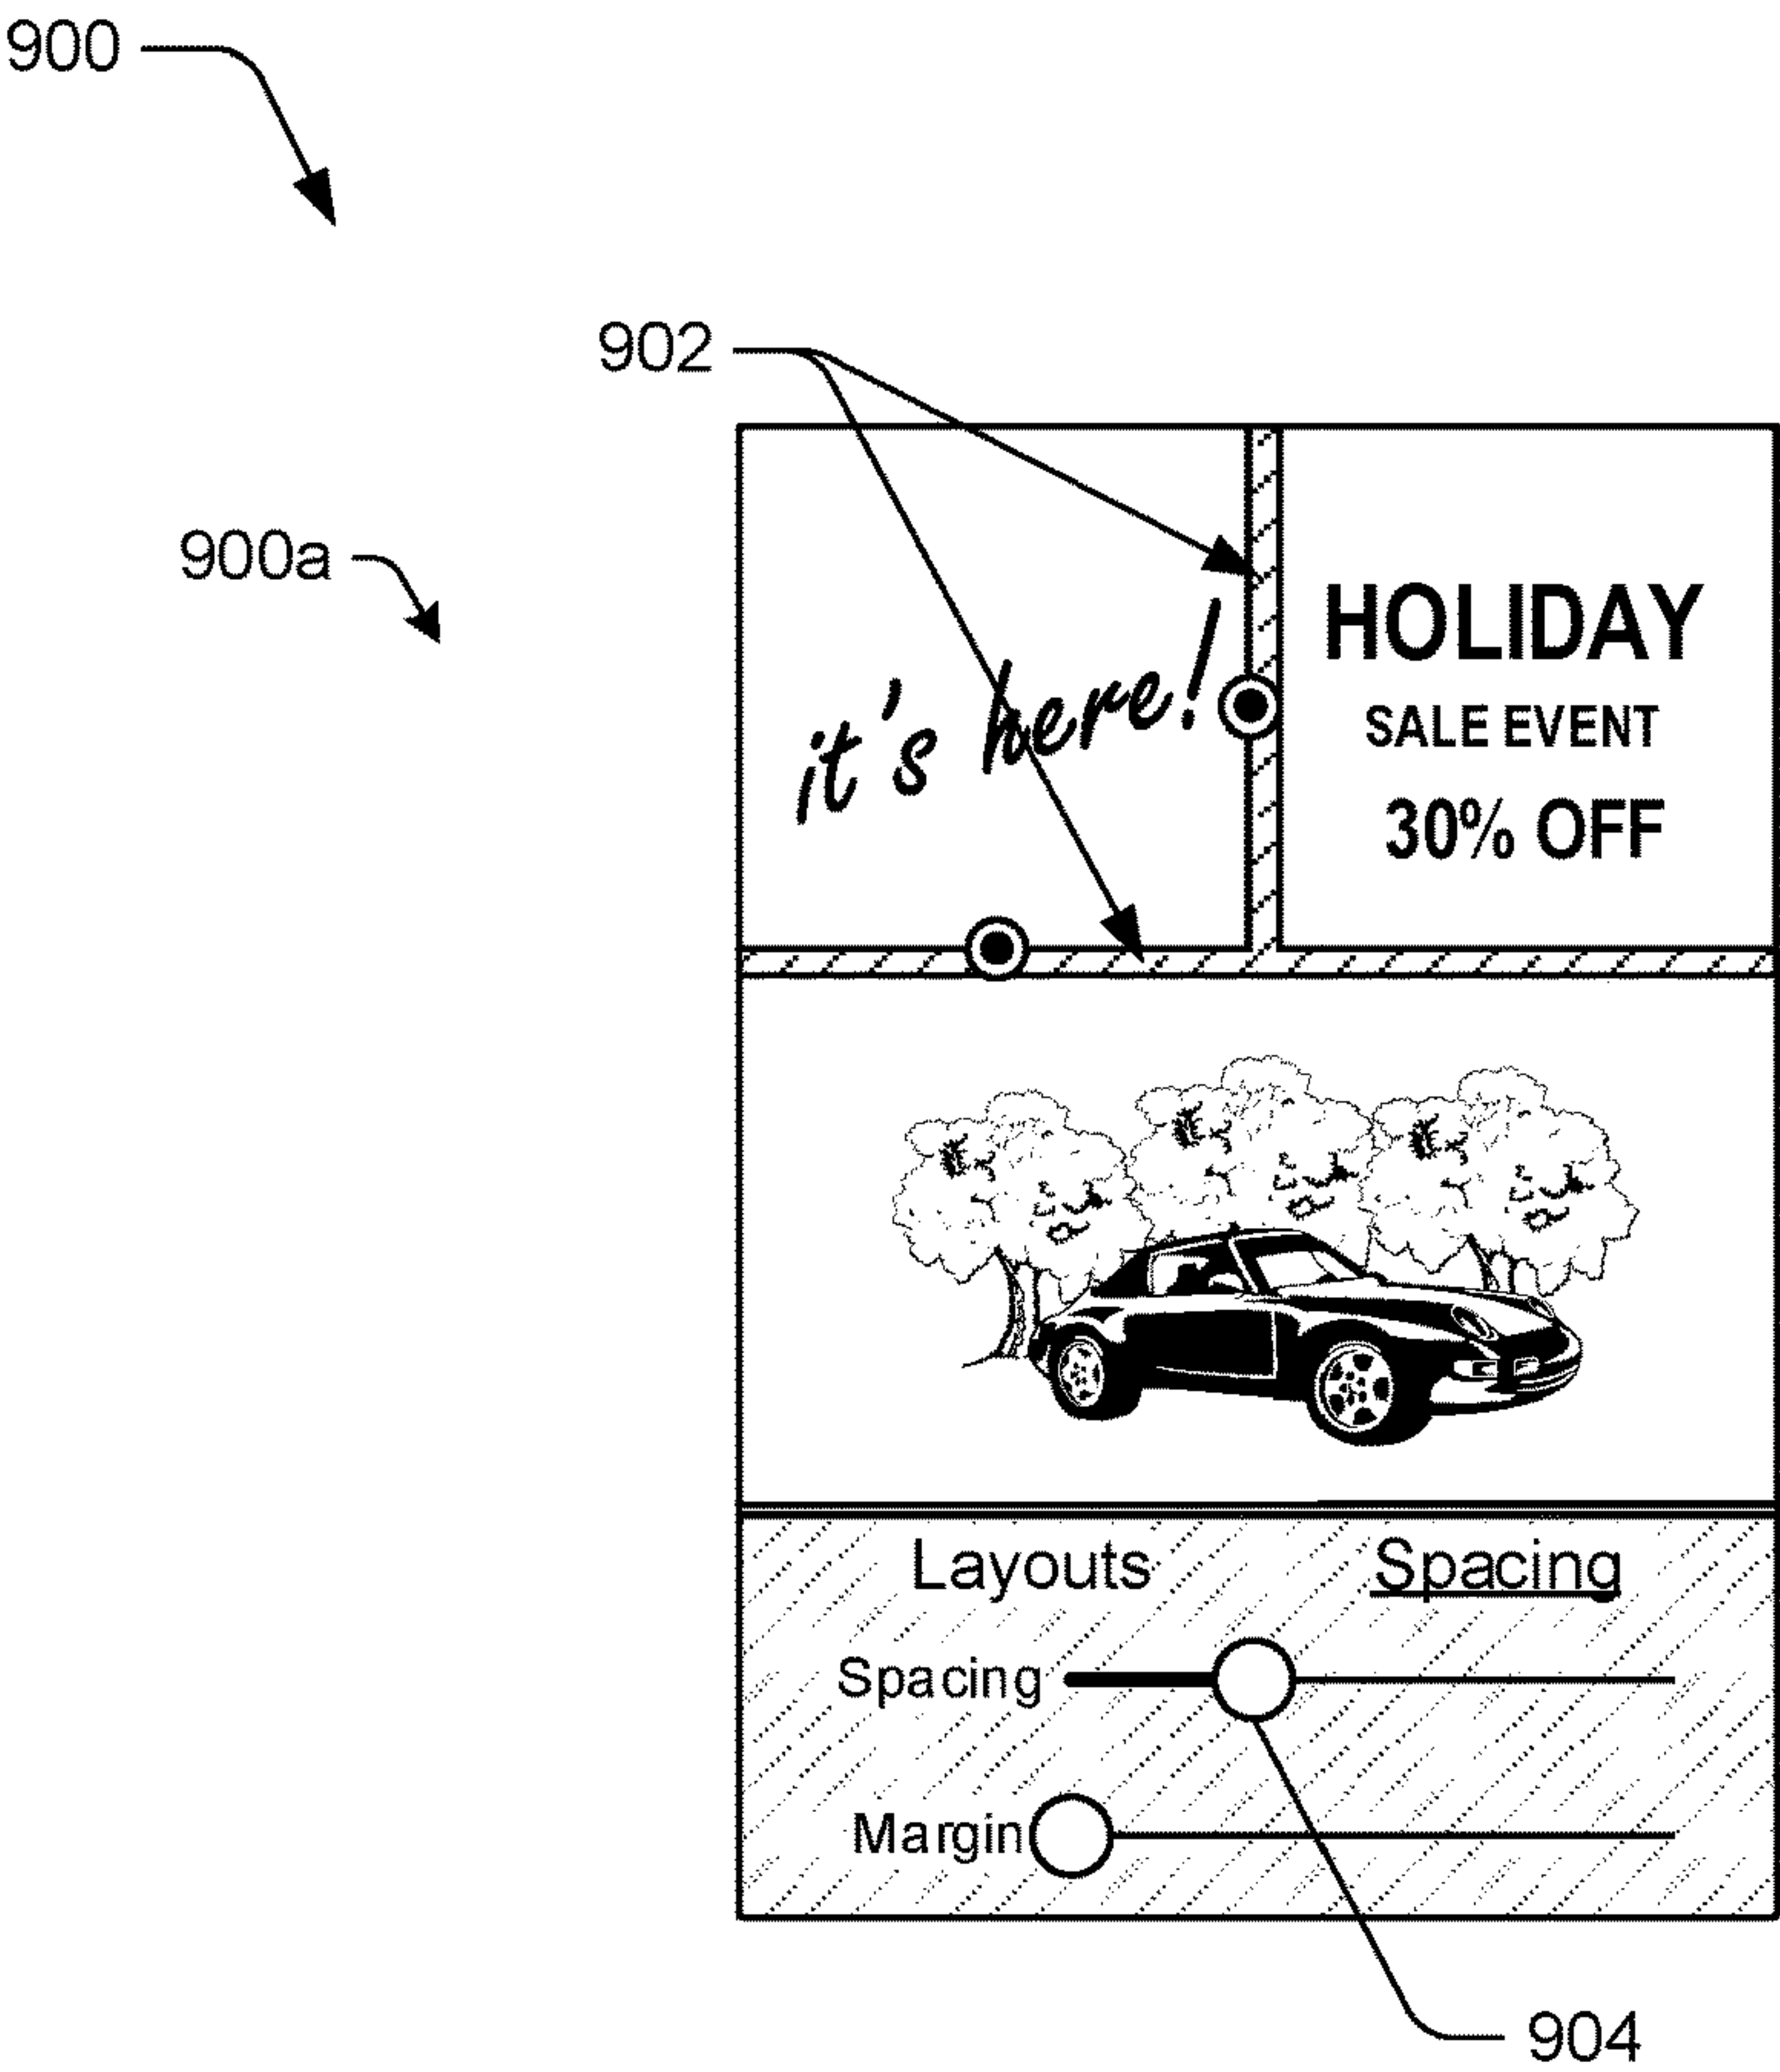 900
902
900a
it's here!
HOLIDAY
SALE EVENT
30% OFF
Layouts
Spacing
Spacing
Margin
904